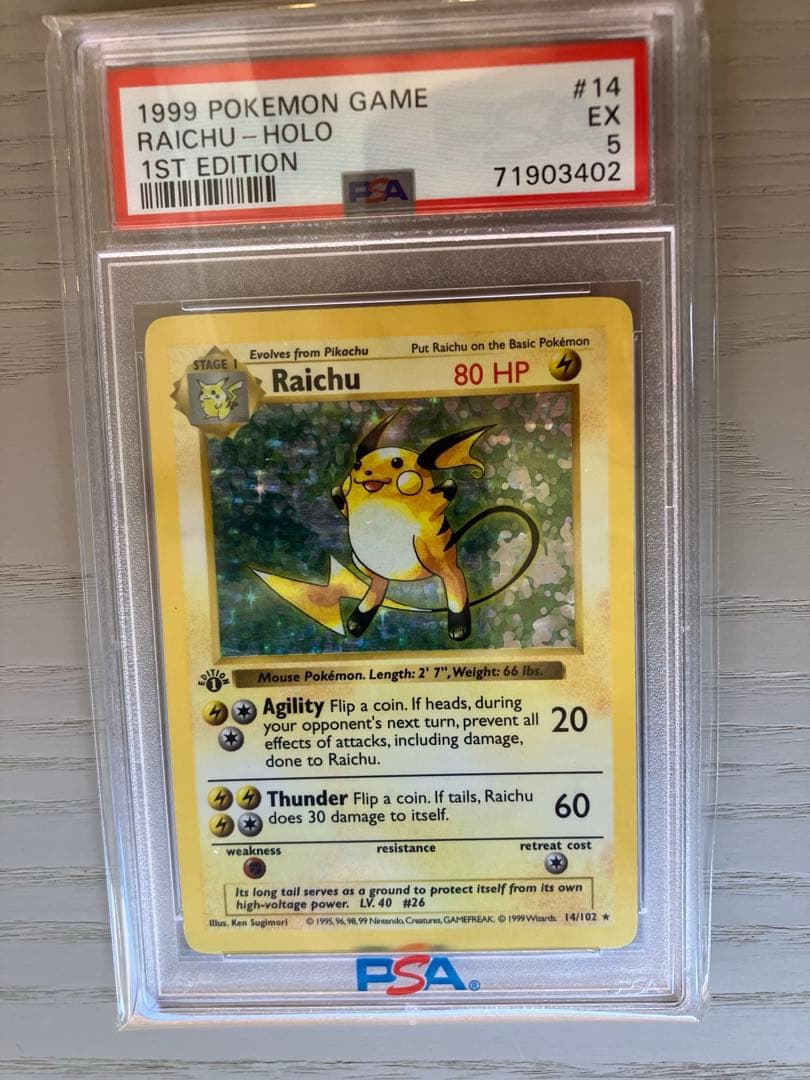 1999 POKEMON GAME #14
RAICHU - HOLO EX
1ST EDITION 5
PSA 71903402
STAGE 1 Evolves from Pikachu Put Raichu on the Basic Pokémon
Raichu 80 HP
EDITION 1
Mouse Pokémon. Length: 2' 7", Weight: 66 lbs.
Agility Flip a coin. If heads, during
your opponent's next turn, prevent all 20
effects of attacks, including damage,
done to Raichu.
Thunder Flip a coin. If tails, Raichu 60
does 30 damage to itself.
weakness resistance retreat cost
Its long tail serves as a ground to protect itself from its own
high-voltage power. LV. 40 #26
Illus. Ken Sugimori © 1995, 96, 98, 99 Nintendo, Creatures, GAMEFREAK. © 1999 Wizards. 14/102 ★
PSA®
PSA